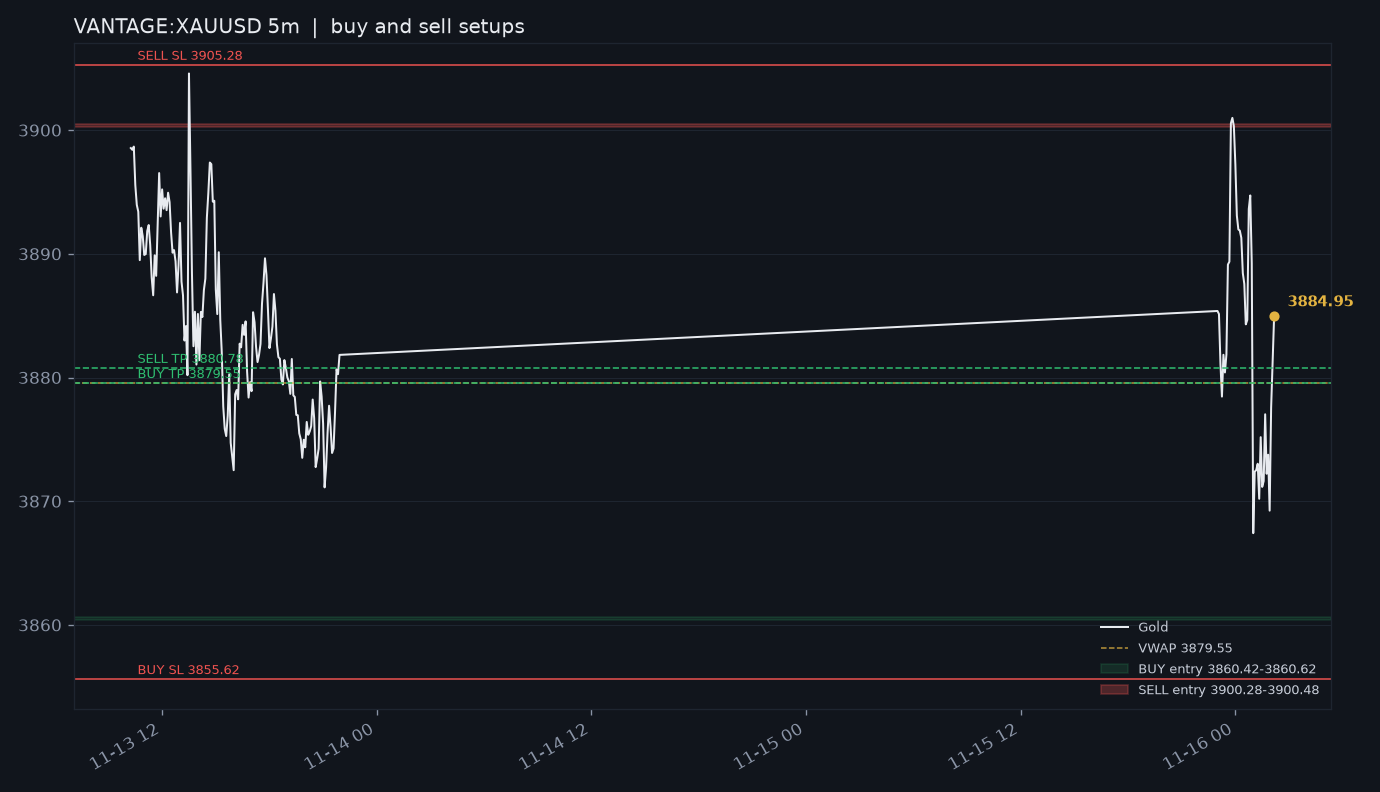 VANTAGE:XAUUSD 5m | buy and sell setups
SELL SL 3905.28
3900
3890
3884.95
SELL TP 3880.78
3880
BUY TP 3879.55
3870
3860
Gold
VWAP 3879.55
BUY entry 3860.42-3860.62
BUY SL 3855.62
SELL entry 3900.28-3900.48
11-13 12
11-14 00
11-14 12
11-15 00
11-15 12
11-16 00